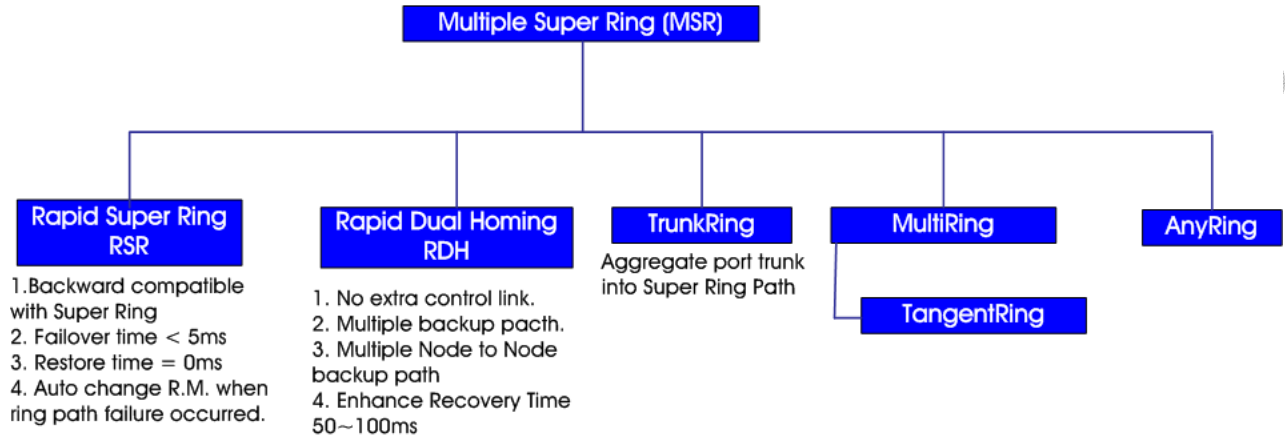 Multiple Super Ring (MSR)
Rapid Super Ring
RSR
1.Backward compatible
with Super Ring
2. Failover time < 5ms
3. Restore time = 0ms
4. Auto change R.M. when
ring path failure occurred.
Rapid Dual Homing
RDH
1. No extra control link.
2. Multiple backup pacth.
3. Multiple Node to Node
backup path
4. Enhance Recovery Time
50~100ms
TrunkRing
Aggregate port trunk
into Super Ring Path
MultiRing
TangentRing
AnyRing